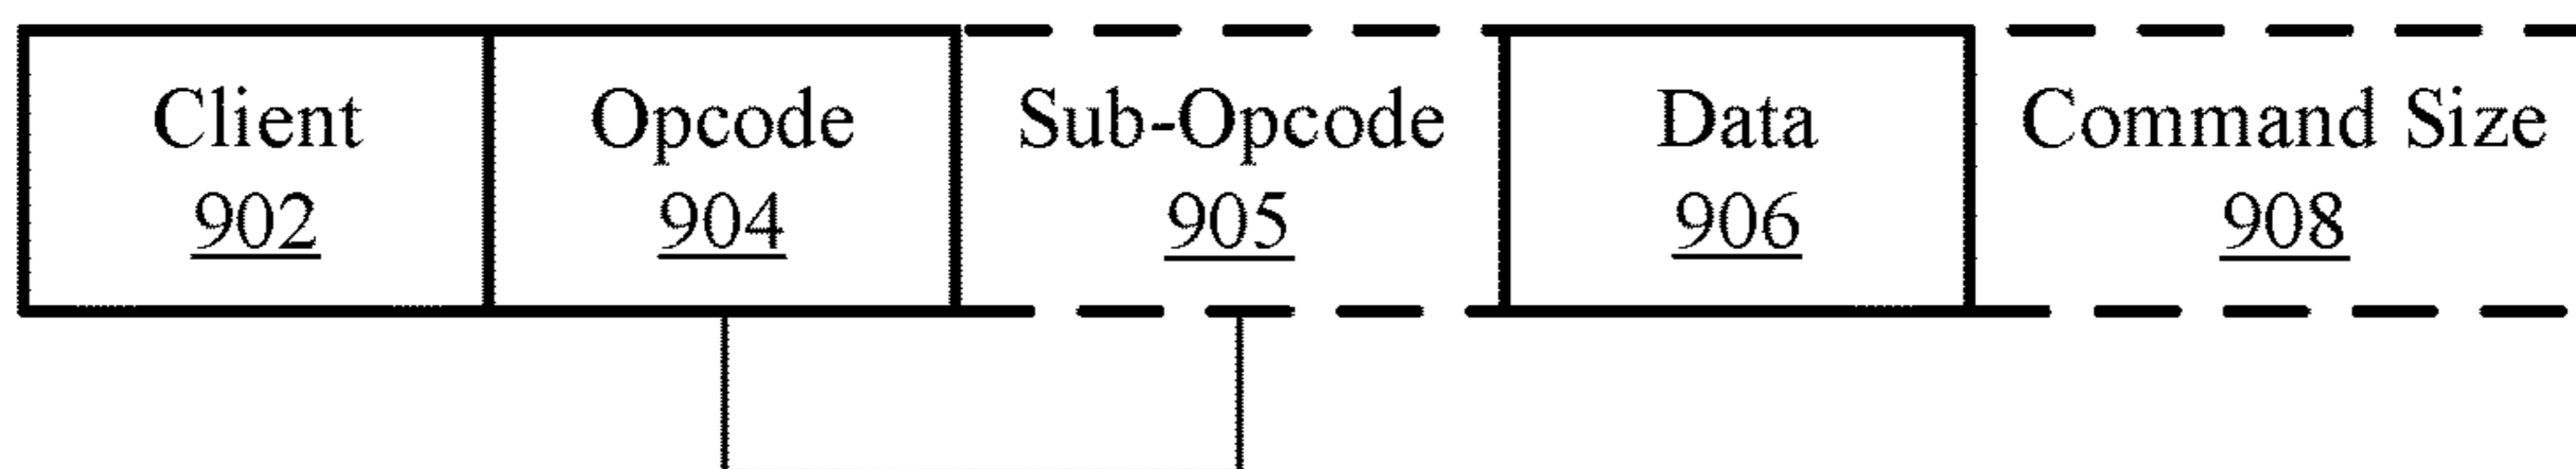 Client Opcode Sub-Opcode Data Command Size
902 904 905 906 908